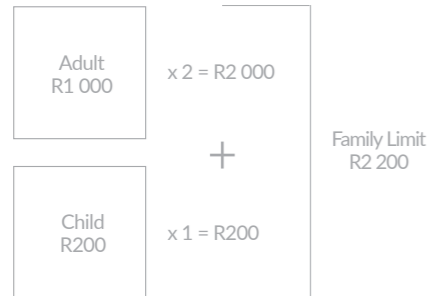 Adult
R1 000
x 2 = R2 000
+
Child
R200
x 1 = R200
Family Limit
R2 200